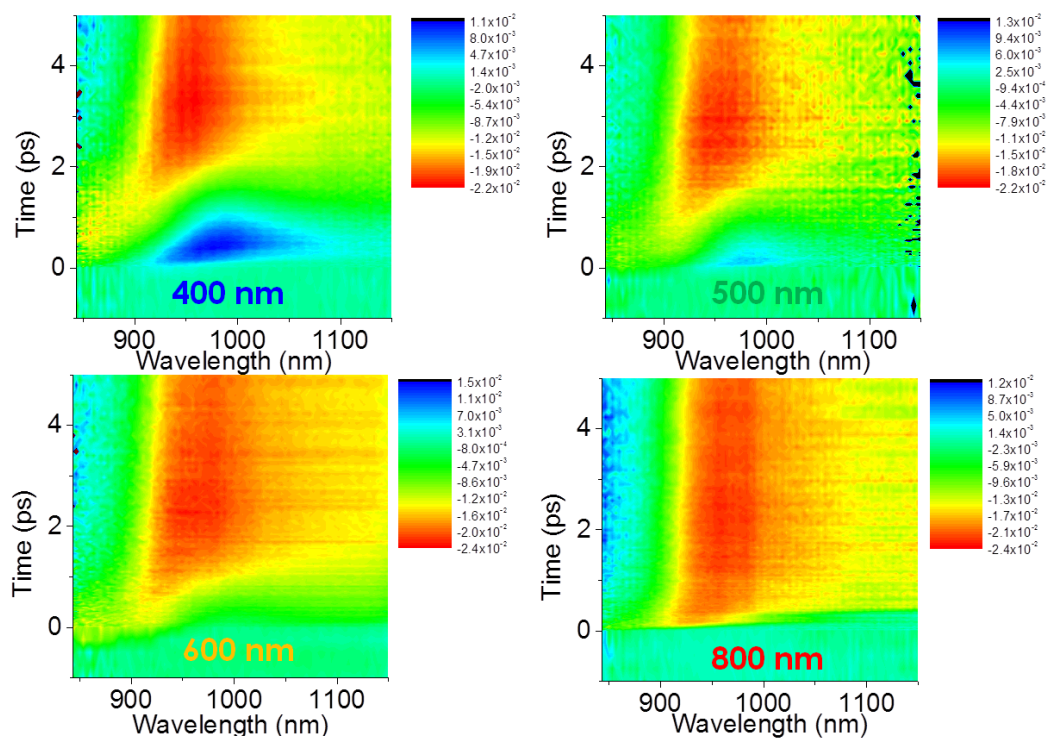 Time (ps)
4
2
0
400 nm
900 1000 1100
Wavelength (nm)
1.1x10⁻²
8.0x10⁻³
4.7x10⁻³
1.4x10⁻³
-2.0x10⁻³
-5.4x10⁻³
-8.7x10⁻³
-1.2x10⁻²
-1.5x10⁻²
-1.9x10⁻²
-2.2x10⁻²
Time (ps)
4
2
0
500 nm
900 1000 1100
Wavelength (nm)
1.3x10⁻²
9.4x10⁻³
6.0x10⁻³
2.5x10⁻³
-9.4x10⁻⁴
-4.4x10⁻³
-7.9x10⁻³
-1.1x10⁻²
-1.5x10⁻²
-1.8x10⁻²
-2.2x10⁻²
Time (ps)
4
2
0
600 nm
900 1000 1100
Wavelength (nm)
1.5x10⁻²
1.1x10⁻²
7.0x10⁻³
3.1x10⁻³
-8.0x10⁻⁴
-4.7x10⁻³
-8.6x10⁻³
-1.2x10⁻²
-1.6x10⁻²
-2.0x10⁻²
-2.4x10⁻²
Time (ps)
4
2
0
800 nm
900 1000 1100
Wavelength (nm)
1.2x10⁻²
8.7x10⁻³
5.0x10⁻³
1.4x10⁻³
-2.3x10⁻³
-5.9x10⁻³
-9.6x10⁻³
-1.3x10⁻²
-1.7x10⁻²
-2.1x10⁻²
-2.4x10⁻²